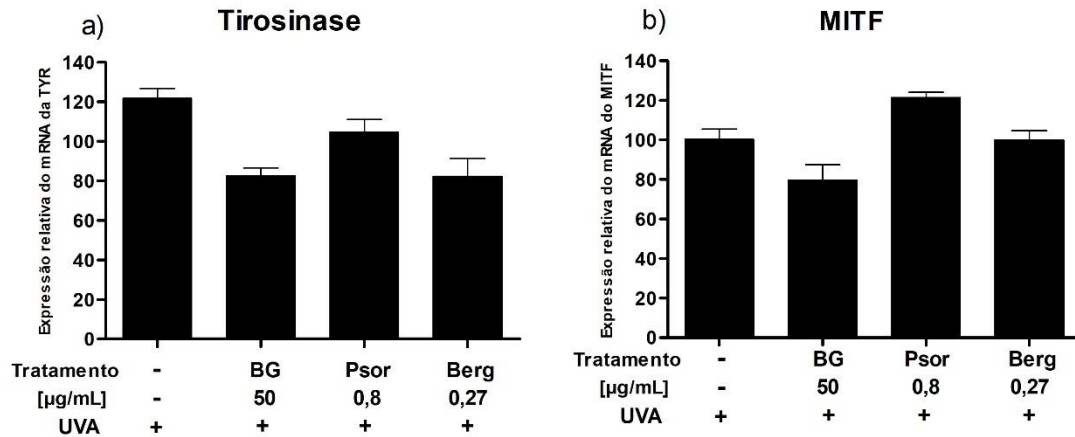 a) Tirosinase
Expressão relativa do mRNA da TYR
140
120
100
80
60
40
20
0
Tratamento - BG Psor Berg
[µg/mL] - 50 0,8 0,27
UVA + + + +
b) MITF
Expressão relativa do mRNA do MITF
140
120
100
80
60
40
20
0
Tratamento - BG Psor Berg
[µg/mL] - 50 0,8 0,27
UVA + + + +